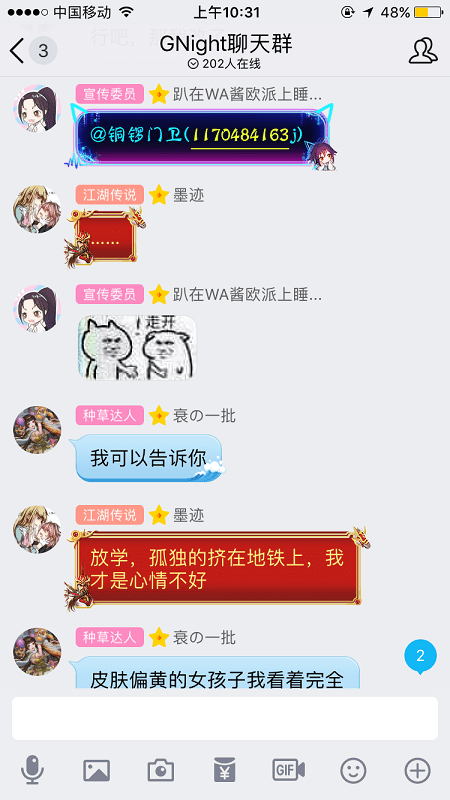 中国移动
上午10:31
48%
行吧，
3
GNight聊天群
202人在线
宣传委员
趴在WA酱欧派上睡...
@铜锣门卫(1170484163j)
江湖传说
墨迹
......
宣传委员
趴在WA酱欧派上睡...
走开
种草达人
衰の一批
我可以告诉你
江湖传说
墨迹
放学，孤独的挤在地铁上，我
才是心情不好
种草达人
衰の一批
2
皮肤偏黄的女孩子我看着完全
GIF